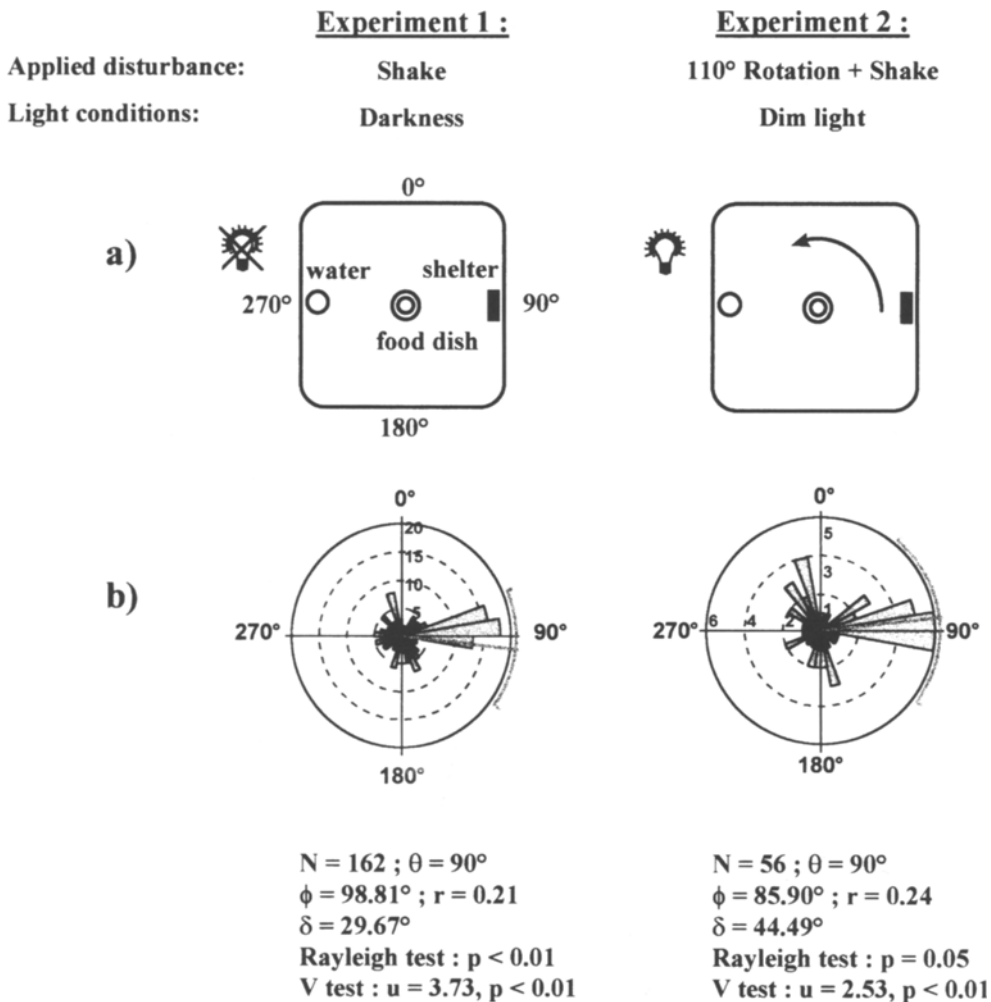 Experiment 1 : Experiment 2 :
Applied disturbance: Shake 110° Rotation + Shake
Light conditions: Darkness Dim light
0°
a)
water shelter
270° 90°
food dish
180°
0° 0°
20 5
15
10 3
b)
5 1
270° 90° 270° 6 4 2 90°
180° 180°
N = 162 ; θ = 90° N = 56 ; θ = 90°
ϕ = 98.81° ; r = 0.21 ϕ = 85.90° ; r = 0.24
δ = 29.67° δ = 44.49°
Rayleigh test : p < 0.01 Rayleigh test : p = 0.05
V test : u = 3.73, p < 0.01 V test : u = 2.53, p < 0.01